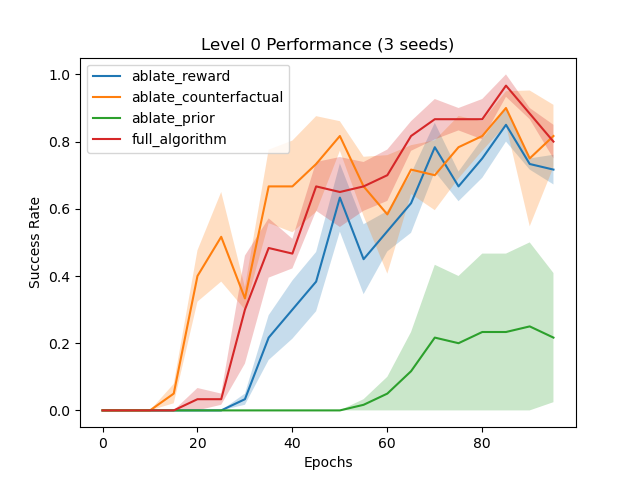 Level 0 Performance (3 seeds)
ablate_reward
ablate_counterfactual
ablate_prior
full_algorithm
Success Rate
1.0
0.8
0.6
0.4
0.2
0.0
0 20 40 60 80
Epochs